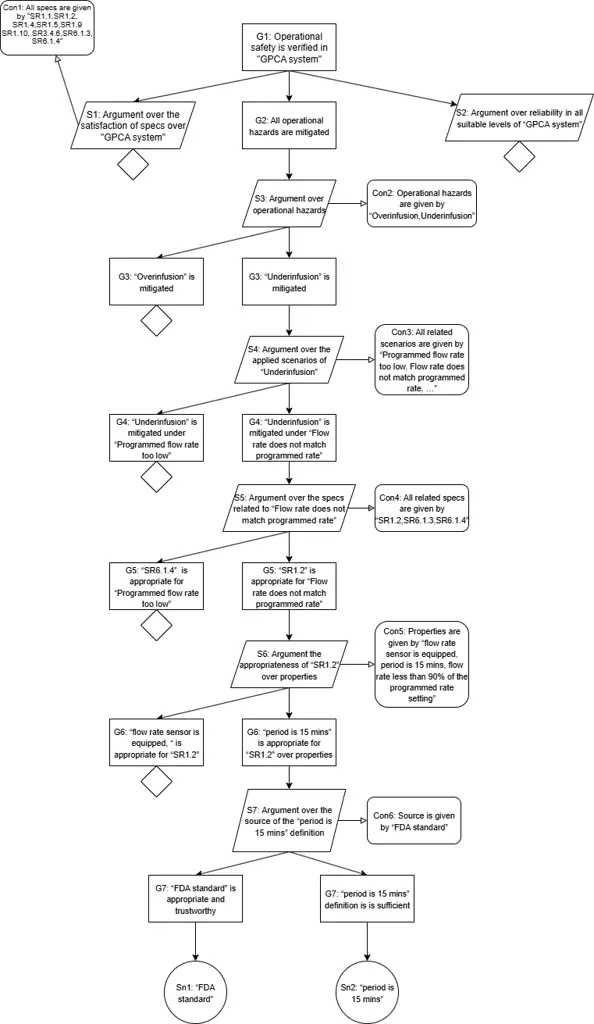 Con1: All specs are
given
by “SR1.1,SR1.2,
SR1.4,SR1.5,SR1.9
SR1.10, SR3.4.6,SR6.1.3,
SR6.1.4”
G1: Operational
safety is verified in
"GPCA system”
S1: Argument over the
satisfaction of specs over
"GPCA system”
G2: All operational
hazards are mitigated
S2: Argument over reliability in all
suitable levels of “GPCA system”
S3: Argument over
operational hazards
Con2: Operational hazards
are given by
“Overinfusion,Underinfusion”
G3: “Overinfusion” is
mitigated
G3: “Underinfusion” is
mitigated
S4: Argument over the
applied scenarios of
“Underinfusion”
Con3: All related
scenarios are given by
“Programmed flow rate
too low, Flow rate does
not match programmed
rate, …”
G4: “Underinfusion” is
mitigated under
“Programmed flow rate
too low”
G4: “Underinfusion” is
mitigated under “Flow
rate does not match
programmed rate”
S5: Argument over the specs
related to “Flow rate does not
match programmed rate”
Con4: All related specs
are given by
“SR1.2,SR6.1.3,SR6.1.4”
G5: “SR6.1.4” is
appropriate for
“Programmed flow rate
too low”
G5: “SR1.2” is
appropriate for “Flow
rate does not match
programmed rate”
S6: Argument the
appropriateness of “SR1.2”
over properties
Con5: Properties are
given by “flow rate
sensor is equipped,
period is 15 mins, flow
rate less than 90% of the
programmed rate
setting”
G6: “flow rate sensor is
equipped, “ is
appropriate for “SR1.2”
G6: “period is 15 mins”
is appropriate for
“SR1.2” over properties
S7: Argument over the
source of the “period is
15 mins” definition
Con6: Source is given
by “FDA standard”
G7: “FDA standard” is
appropriate and
trustworthy
G7: “period is 15 mins”
definition is is sufficient
Sn1: “FDA
standard”
Sn2: “period is
15 mins”